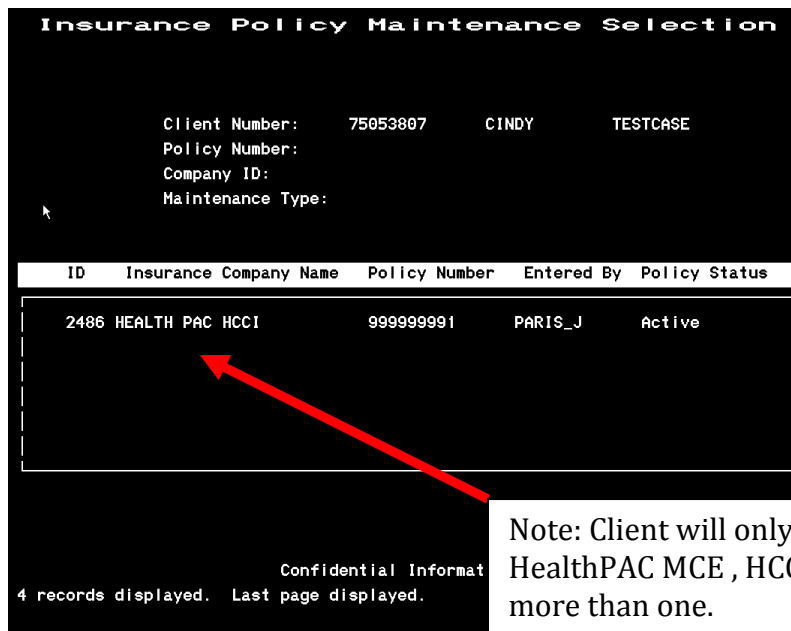 Insurance Policy Maintenance Selection
Client Number: 75053807 CINDY TESTCASE
Policy Number:
Company ID:
Maintenance Type:
ID Insurance Company Name Policy Number Entered By Policy Status
2486 HEALTH PAC HCCI 999999991 PARIS_J Active
Note: Client will only
HealthPAC MCE , HCC
more than one.
Confidential Informat
4 records displayed. Last page displayed.